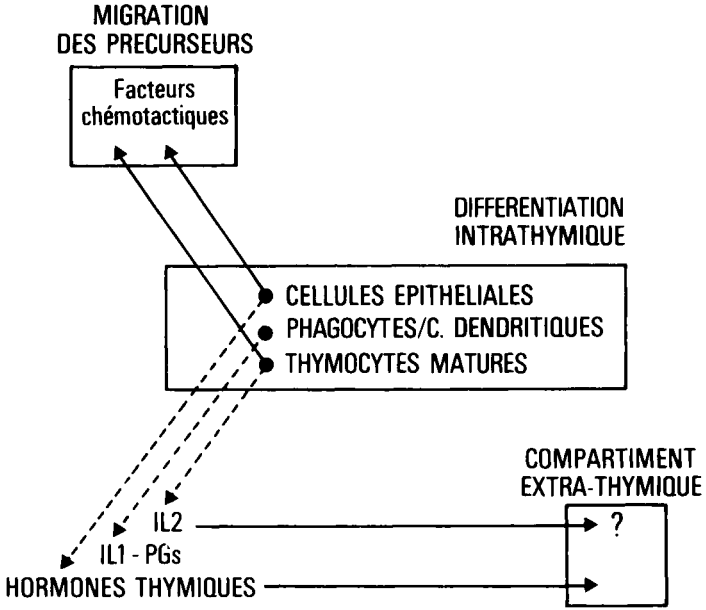 MIGRATION
DES PRECURSEURS
Facteurs
chémotactiques
DIFFERENTIATION
INTRATHYMIQUE
CELLULES EPITHELIALES
PHAGOCYTES/C. DENDRITIQUES
THYMOCYTES MATURES
COMPARTIMENT
EXTRA-THYMIQUE
IL2
?
IL1 - PGs
HORMONES THYMIQUES